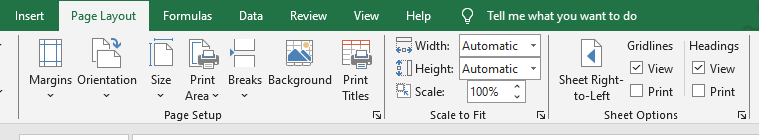 Insert Page Layout Formulas Data Review View Help Tell me what you want to do
Margins Orientation Size Print Area Breaks Background Print Titles
Page Setup
Width: Automatic
Height: Automatic
Scale: 100%
Scale to Fit
Sheet Right-to-Left
Gridlines Headings
View View
Print Print
Sheet Options